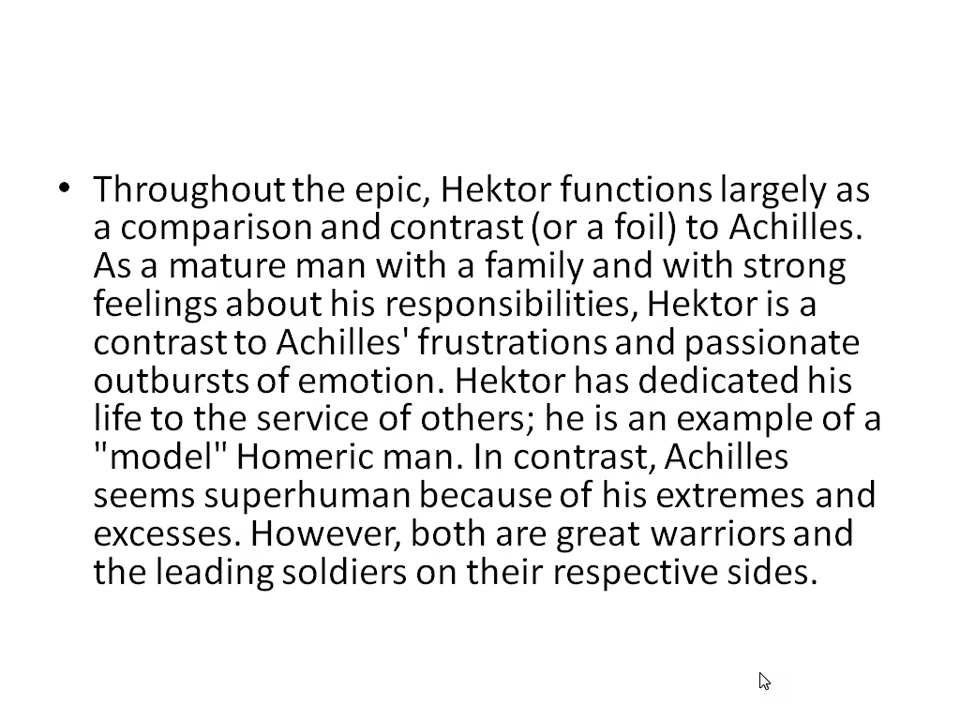 • Throughout the epic, Hektor functions largely as
a comparison and contrast (or a foil) to Achilles.
As a mature man with a family and with strong
feelings about his responsibilities, Hektor is a
contrast to Achilles' frustrations and passionate
outbursts of emotion. Hektor has dedicated his
life to the service of others; he is an example of a
"model" Homeric man. In contrast, Achilles
seems superhuman because of his extremes and
excesses. However, both are great warriors and
the leading soldiers on their respective sides.